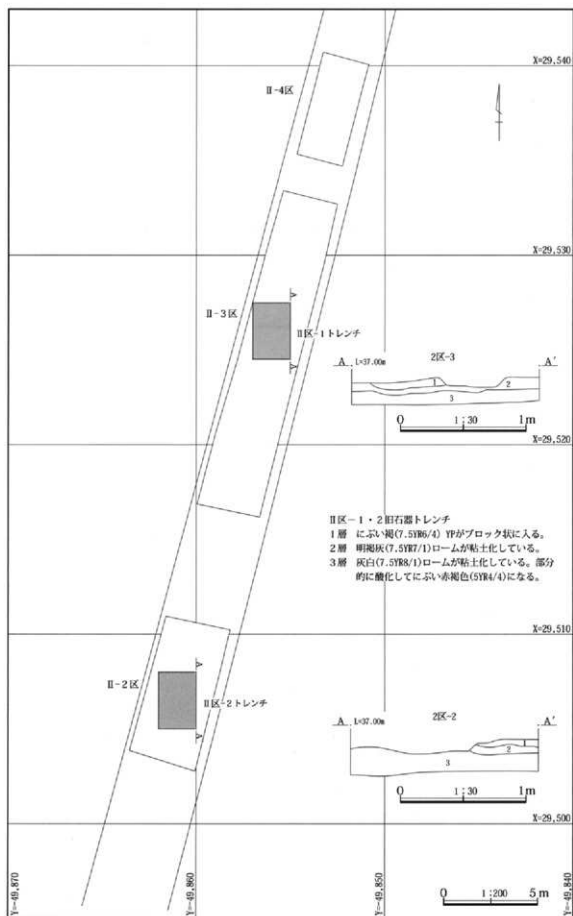 X=29,540
Ⅱ-4区
X=29,530
Ⅱ-3区
Ⅱ区-1トレンチ
2区-3
A L=37.00m A'
1 2
3
0 1:30 1m
X=29,520
Ⅱ区-1・2旧石器トレンチ
1層 にぶい褐(7.5YR6/4) YPがブロック状に入る。
2層 明褐灰(7.5YR7/1)ロームが粘土化している。
3層 灰白(7.5YR8/1)ロームが粘土化している。部分
的に酸化してにぶい赤褐色(5YR4/4)になる。
X=29,510
Ⅱ-2区
Ⅱ区-2トレンチ
2区-2
A L=37.00m A'
1
2
3
0 1:30 1m
X=29,500
Y=-49,870
Y=-49,860
Y=-49,850
Y=-49,840
0 1:200 5m